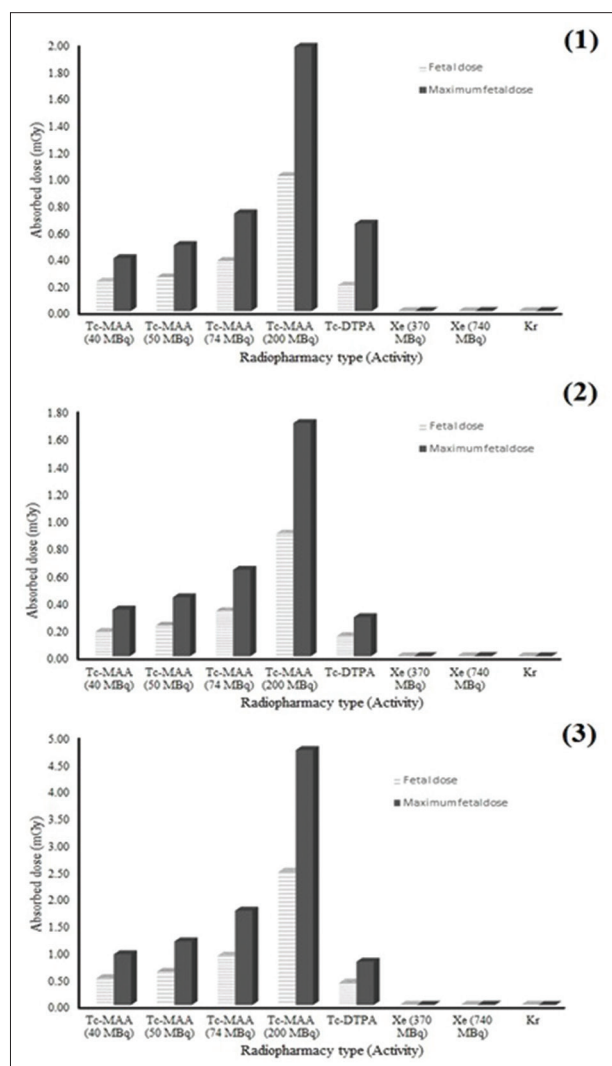 (1)
2.00
1.80
1.60
1.40
1.20
1.00
0.80
0.60
0.40
0.20
0.00
Absorbed dose (mGy)
Fetal dose
Maximum fetal dose
Tc-MAA Tc-MAA Tc-MAA Tc-MAA Tc-DTPA Xe (370 Xe (740 Kr
(40 MBq) (50 MBq) (74 MBq) (200 MBq) MBq) MBq)
Radiopharmacy type (Activity)
(2)
1.80
1.60
1.40
1.20
1.00
0.80
0.60
0.40
0.20
0.00
Absorbed dose (mGy)
Fetal dose
Maximum fetal dose
Tc-MAA Tc-MAA Tc-MAA Tc-MAA Tc-DTPA Xe (370 Xe (740 Kr
(40 MBq) (50 MBq) (74 MBq) (200 MBq) MBq) MBq)
Radiopharmacy type (Activity)
(3)
5.00
4.50
4.00
3.50
3.00
2.50
2.00
1.50
1.00
0.50
0.00
Absorbed dose (mGy)
Fetal dose
Maximum fetal dose
Tc-MAA Tc-MAA Tc-MAA Tc-MAA Tc-DTPA Xe (370 Xe (740 Kr
(40 MBq) (50 MBq) (74 MBq) (200 MBq) MBq) MBq)
Radiopharmacy type (Activity)